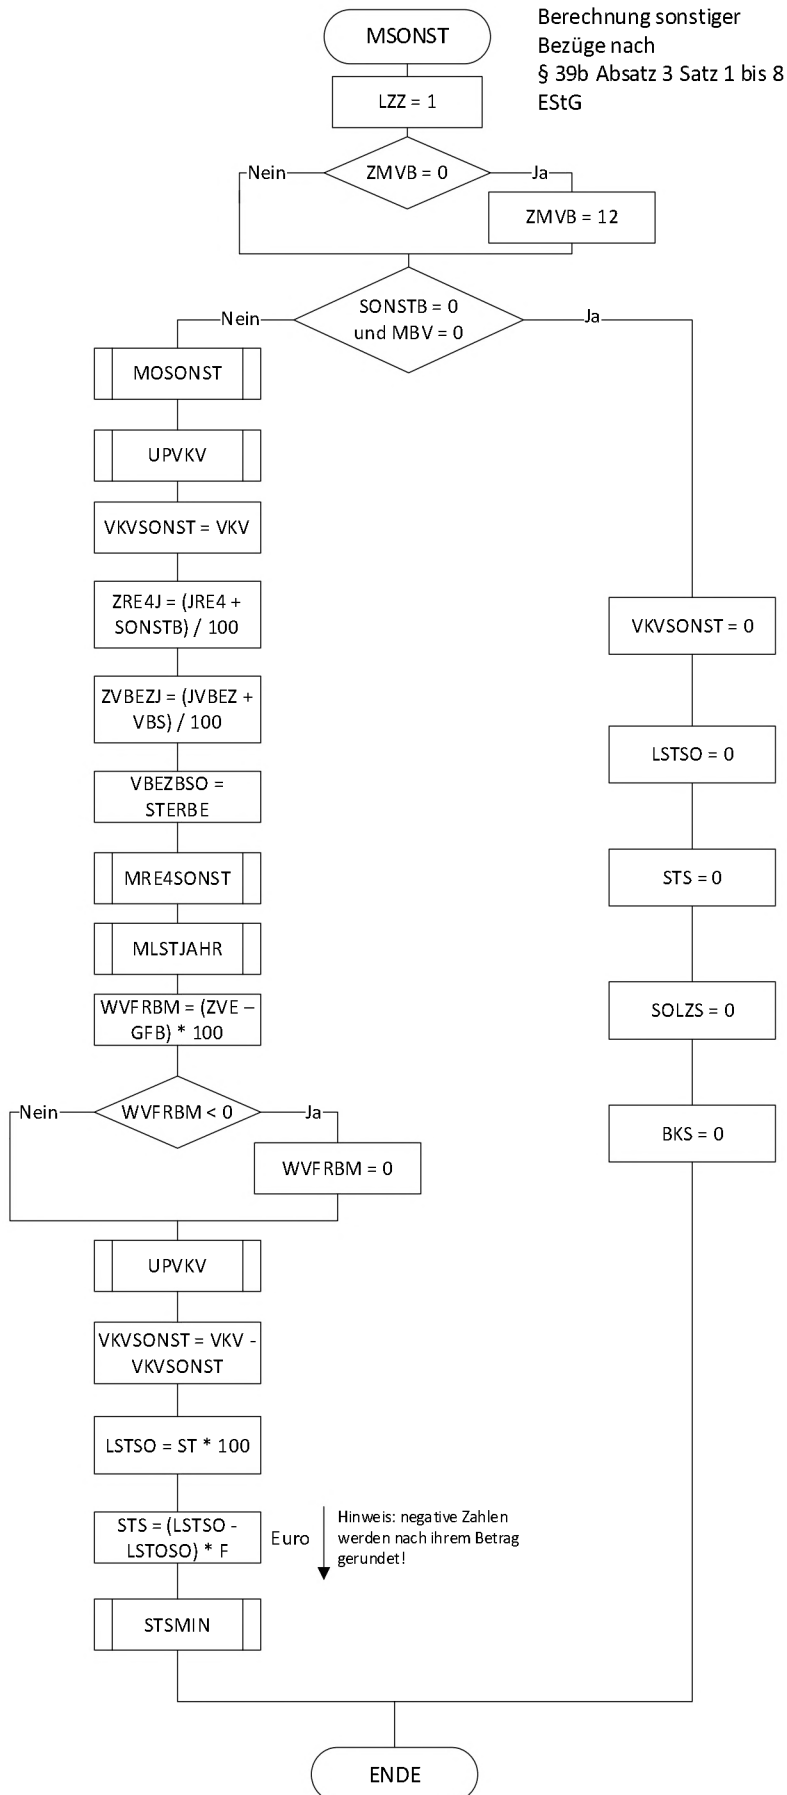 MSONST
Berechnung sonstiger
Bezüge nach
§ 39b Absatz 3 Satz 1 bis 8
EStG
LZZ = 1
ZMVB = 0
Nein
Ja
ZMVB = 12
SONSTB = 0
und MBV = 0
Nein
Ja
MOSONST
UPVKV
VKVSONST = VKV
ZRE4J = (JRE4 +
SONSTB) / 100
ZVBEZJ = (JVBEZ +
VBS) / 100
VBEZBSO =
STERBE
MRE4SONST
MLSTJAHR
WVFRBM = (ZVE –
GFB) * 100
WVFRBM < 0
Nein
Ja
WVFRBM = 0
UPVKV
VKVSONST = VKV -
VKVSONST
LSTSO = ST * 100
STS = (LSTSO -
LSTOSO) * F
Euro
Hinweis: negative Zahlen
werden nach ihrem Betrag
gerundet!
STSMIN
VKVSONST = 0
LSTSO = 0
STS = 0
SOLZS = 0
BKS = 0
ENDE